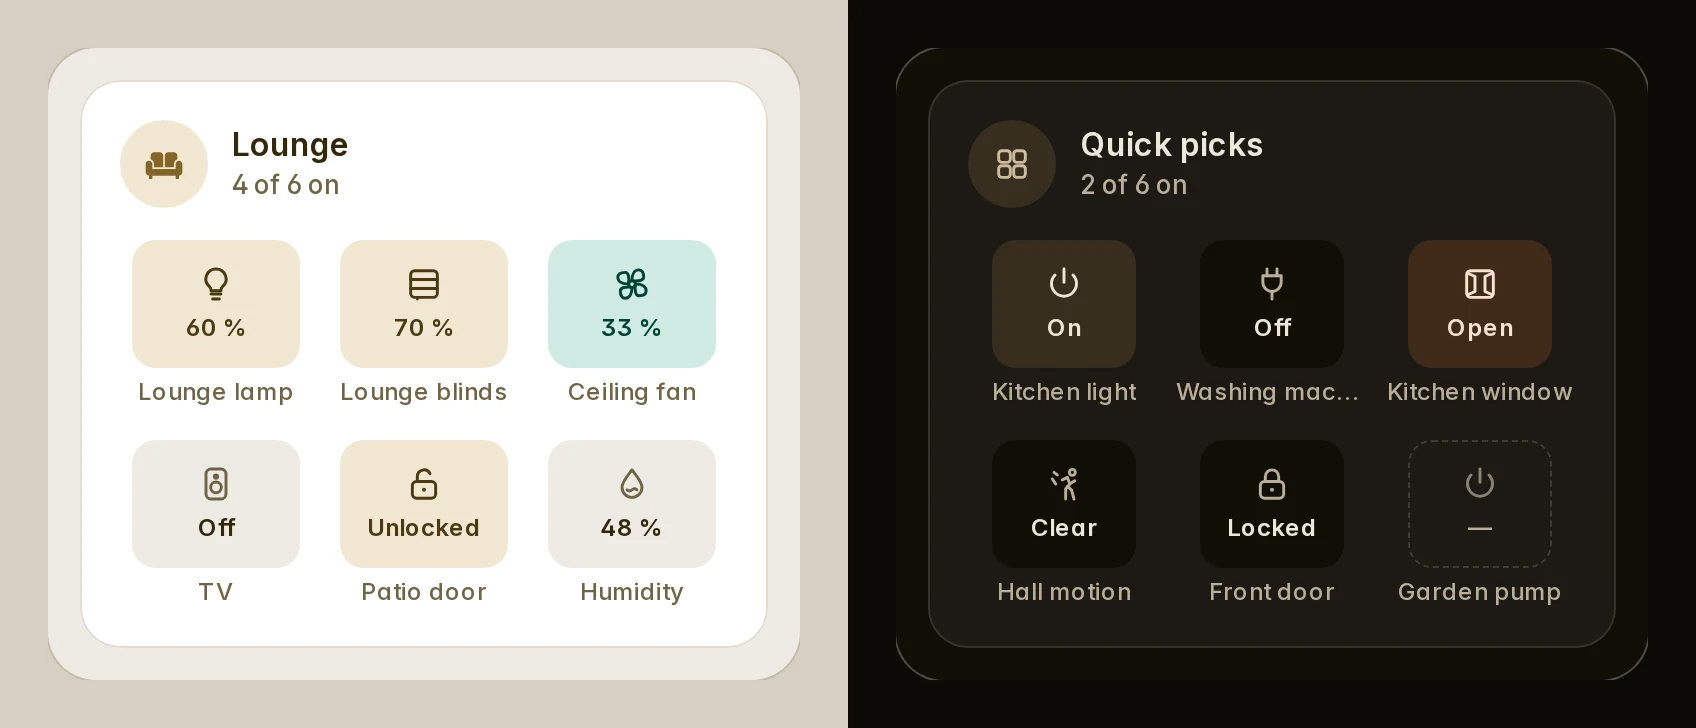 Lounge
4 of 6 on
60 %
70 %
33 %
Lounge lamp
Lounge blinds
Ceiling fan
Off
Unlocked
48 %
TV
Patio door
Humidity
Quick picks
2 of 6 on
On
Off
Open
Kitchen light
Washing mac...
Kitchen window
Clear
Locked
—
Hall motion
Front door
Garden pump